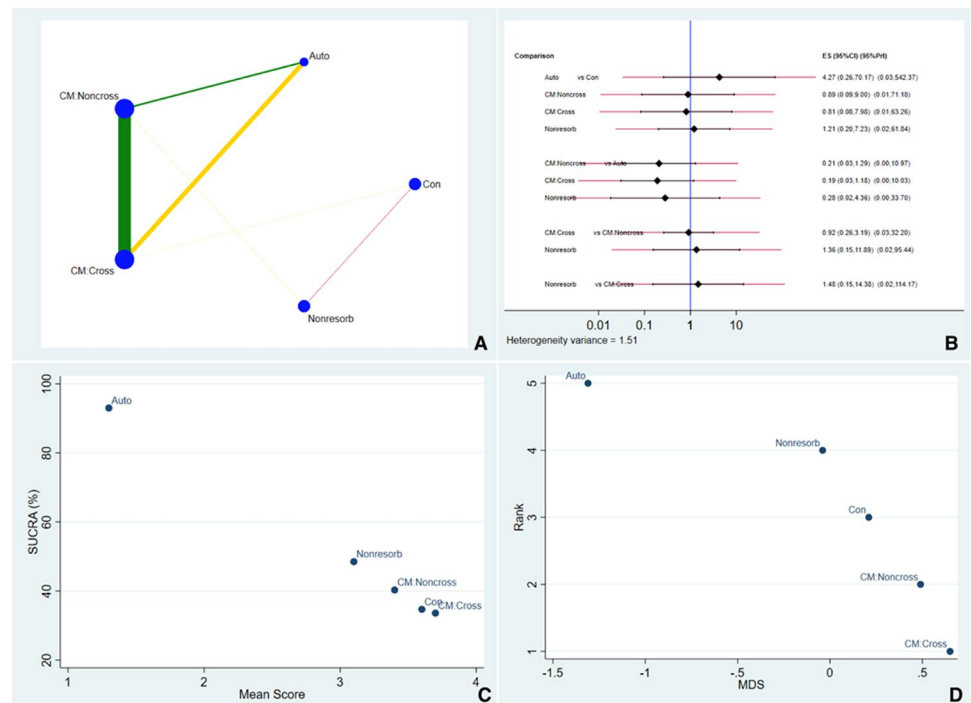 Auto
CM:Noncross
Con
CM:Cross
Nonresorb
A
Comparison ES (95%CI) (95%PrI)
Auto vs Con 4.27 (0.26,70.17) (0.03,542.37)
CM:Noncross 0.89 (0.09,9.00) (0.01,71.18)
CM:Cross 0.81 (0.08,7.98) (0.01,63.26)
Nonresorb 1.21 (0.20,7.23) (0.02,61.84)
CM:Noncross vs Auto 0.21 (0.03,1.29) (0.00,10.97)
CM:Cross 0.19 (0.03,1.18) (0.00,10.03)
Nonresorb 0.28 (0.02,4.36) (0.00,33.70)
CM:Cross vs CM:Noncross 0.92 (0.26,3.19) (0.03,32.20)
Nonresorb 1.36 (0.15,11.89) (0.02,95.44)
Nonresorb vs CM:Cross 1.48 (0.15,14.38) (0.02,114.17)
0.01 0.1 1 10
Heterogeneity variance = 1.51
B
100
80
60
40
20
SUCRA (%)
Auto
Nonresorb
CM:Noncross
Con
CM:Cross
1 2 3 4
Mean Score
C
5
4
3
2
1
Rank
Auto
Nonresorb
Con
CM:Noncross
CM:Cross
-1.5 -1 -.5 0 .5
MDS
D